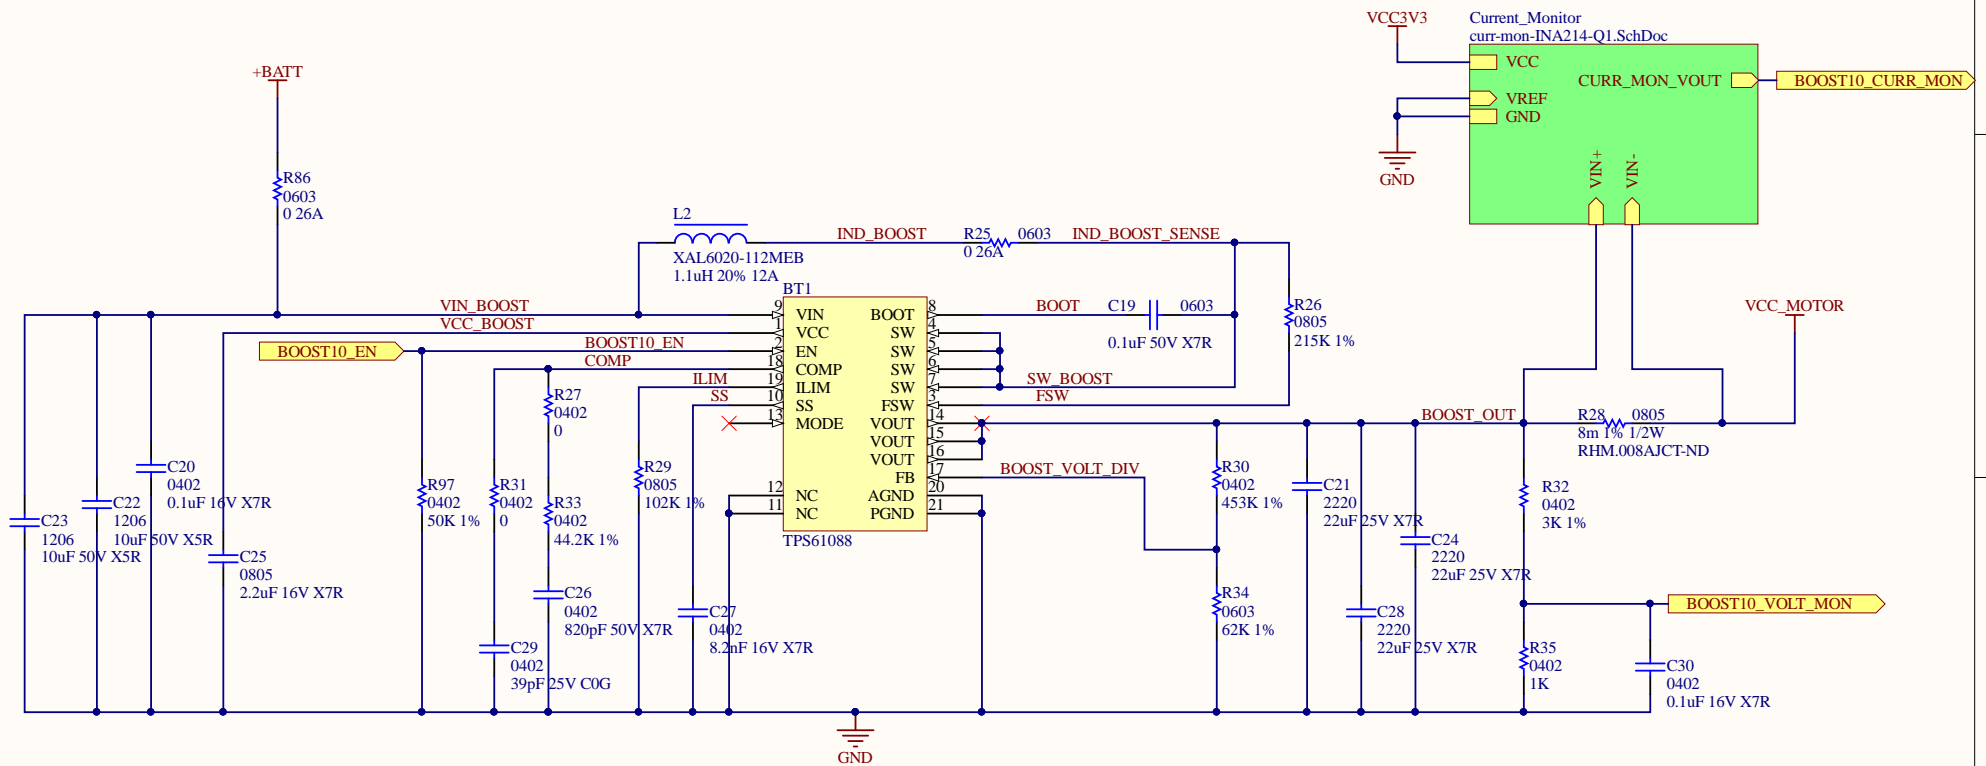 VCC3V3
Current_Monitor
curr-mon-INA214-Q1.SchDoc
VCC
CURR_MON_VOUT
BOOST10_CURR_MON
VREF
GND
VIN+
VIN-
GND
+BATT
R86
0603
0 26A
L2
XAL6020-112MEB
1.1uH 20% 12A
IND_BOOST
R25
0603
0 26A
IND_BOOST_SENSE
BT1
VIN_BOOST
9
VIN
BOOT
8
BOOT
C19
0603
0.1uF 50V X7R
R26
0805
215K 1%
VCC_MOTOR
VCC_BOOST
1
VCC
SW
4
BOOST10_EN
BOOST10_EN
2
EN
SW
5
COMP
18
COMP
SW
6
ILIM
19
ILIM
SW
7
SW_BOOST
SS
10
SS
FSW
3
FSW
13
MODE
VOUT
14
BOOST_OUT
VOUT
15
VOUT
16
FB
17
BOOST_VOLT_DIV
12
NC
AGND
20
11
NC
PGND
21
TPS61088
R28
0805
8m 1% 1/2W
RHM.008AJCT-ND
R27
0402
0
C23
1206
10uF 50V X5R
C22
1206
10uF 50V X5R
C20
0402
0.1uF 16V X7R
C25
0805
2.2uF 16V X7R
R97
0402
50K 1%
R31
0402
0
R33
0402
44.2K 1%
R29
0805
102K 1%
C26
0402
820pF 50V X7R
C29
0402
39pF 25V C0G
C27
0402
8.2nF 16V X7R
R30
0402
453K 1%
R34
0603
62K 1%
C21
2220
22uF 25V X7R
C28
2220
22uF 25V X7R
C24
2220
22uF 25V X7R
R32
0402
3K 1%
BOOST10_VOLT_MON
R35
0402
1K
C30
0402
0.1uF 16V X7R
GND